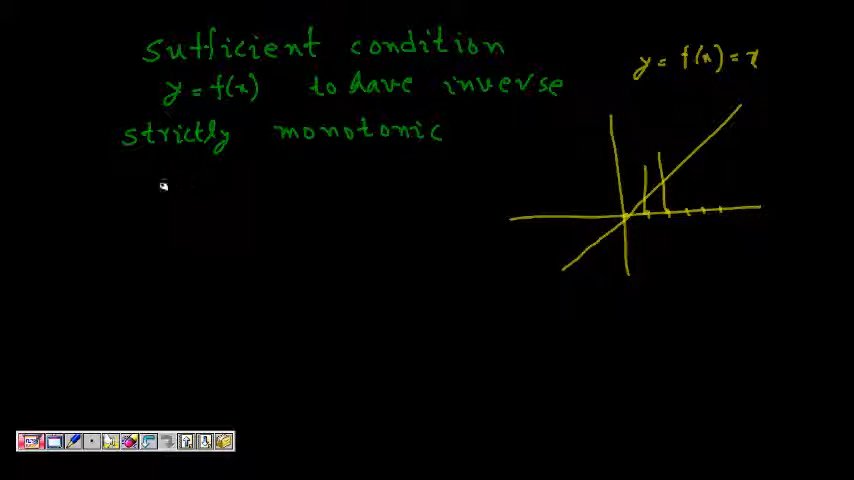 Sufficient condition
y = f(x) to have inverse
strictly monotonic
y = f(x) = x